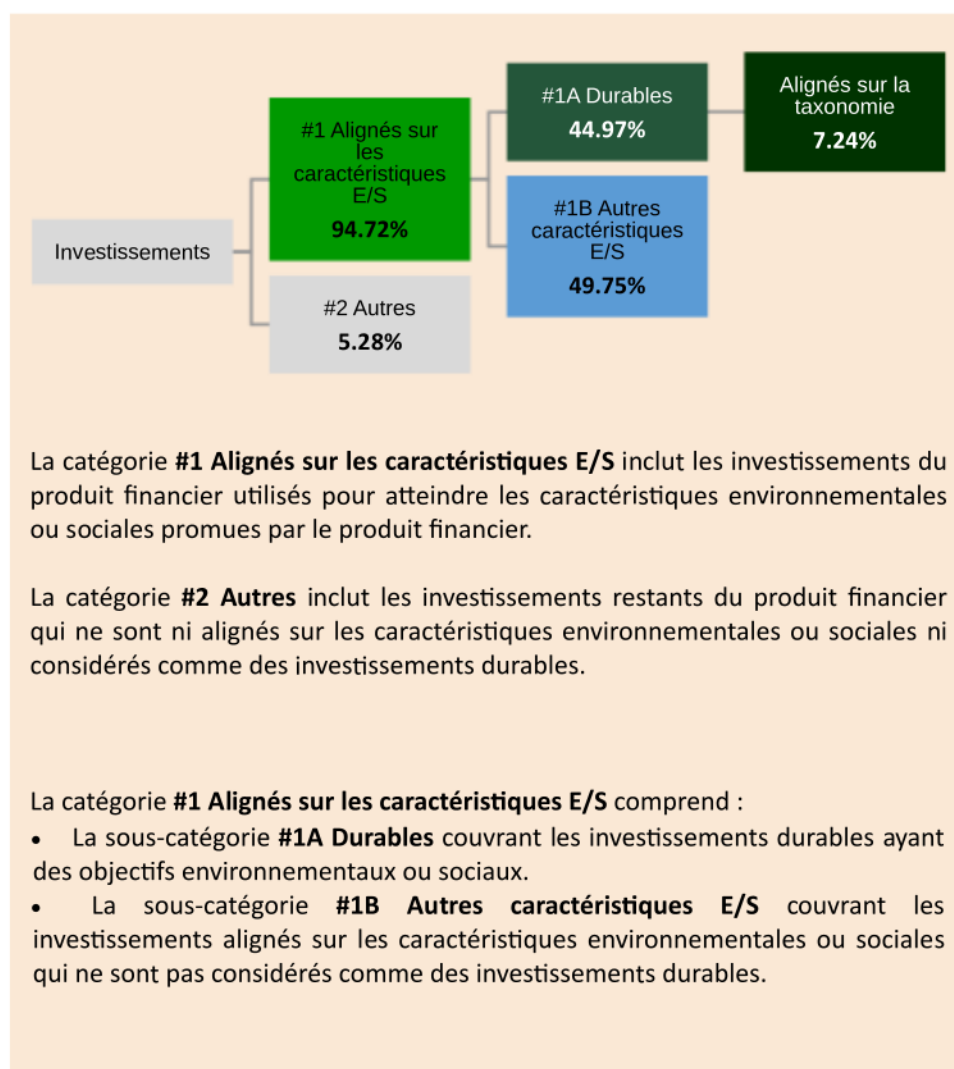 #1A Durables
44.97%
Alignés sur la
taxonomie
7.24%
#1 Alignés sur
les
caractéristiques
E/S
94.72%
#1B Autres
caractéristiques
E/S
49.75%
Investissements
#2 Autres
5.28%
La catégorie #1 Alignés sur les caractéristiques E/S inclut les investissements du
produit financier utilisés pour atteindre les caractéristiques environnementales
ou sociales promues par le produit financier.
La catégorie #2 Autres inclut les investissements restants du produit financier
qui ne sont ni alignés sur les caractéristiques environnementales ou sociales ni
considérés comme des investissements durables.
La catégorie #1 Alignés sur les caractéristiques E/S comprend :
• La sous-catégorie #1A Durables couvrant les investissements durables ayant
des objectifs environnementaux ou sociaux.
• La sous-catégorie #1B Autres caractéristiques E/S couvrant les
investissements alignés sur les caractéristiques environnementales ou sociales
qui ne sont pas considérés comme des investissements durables.